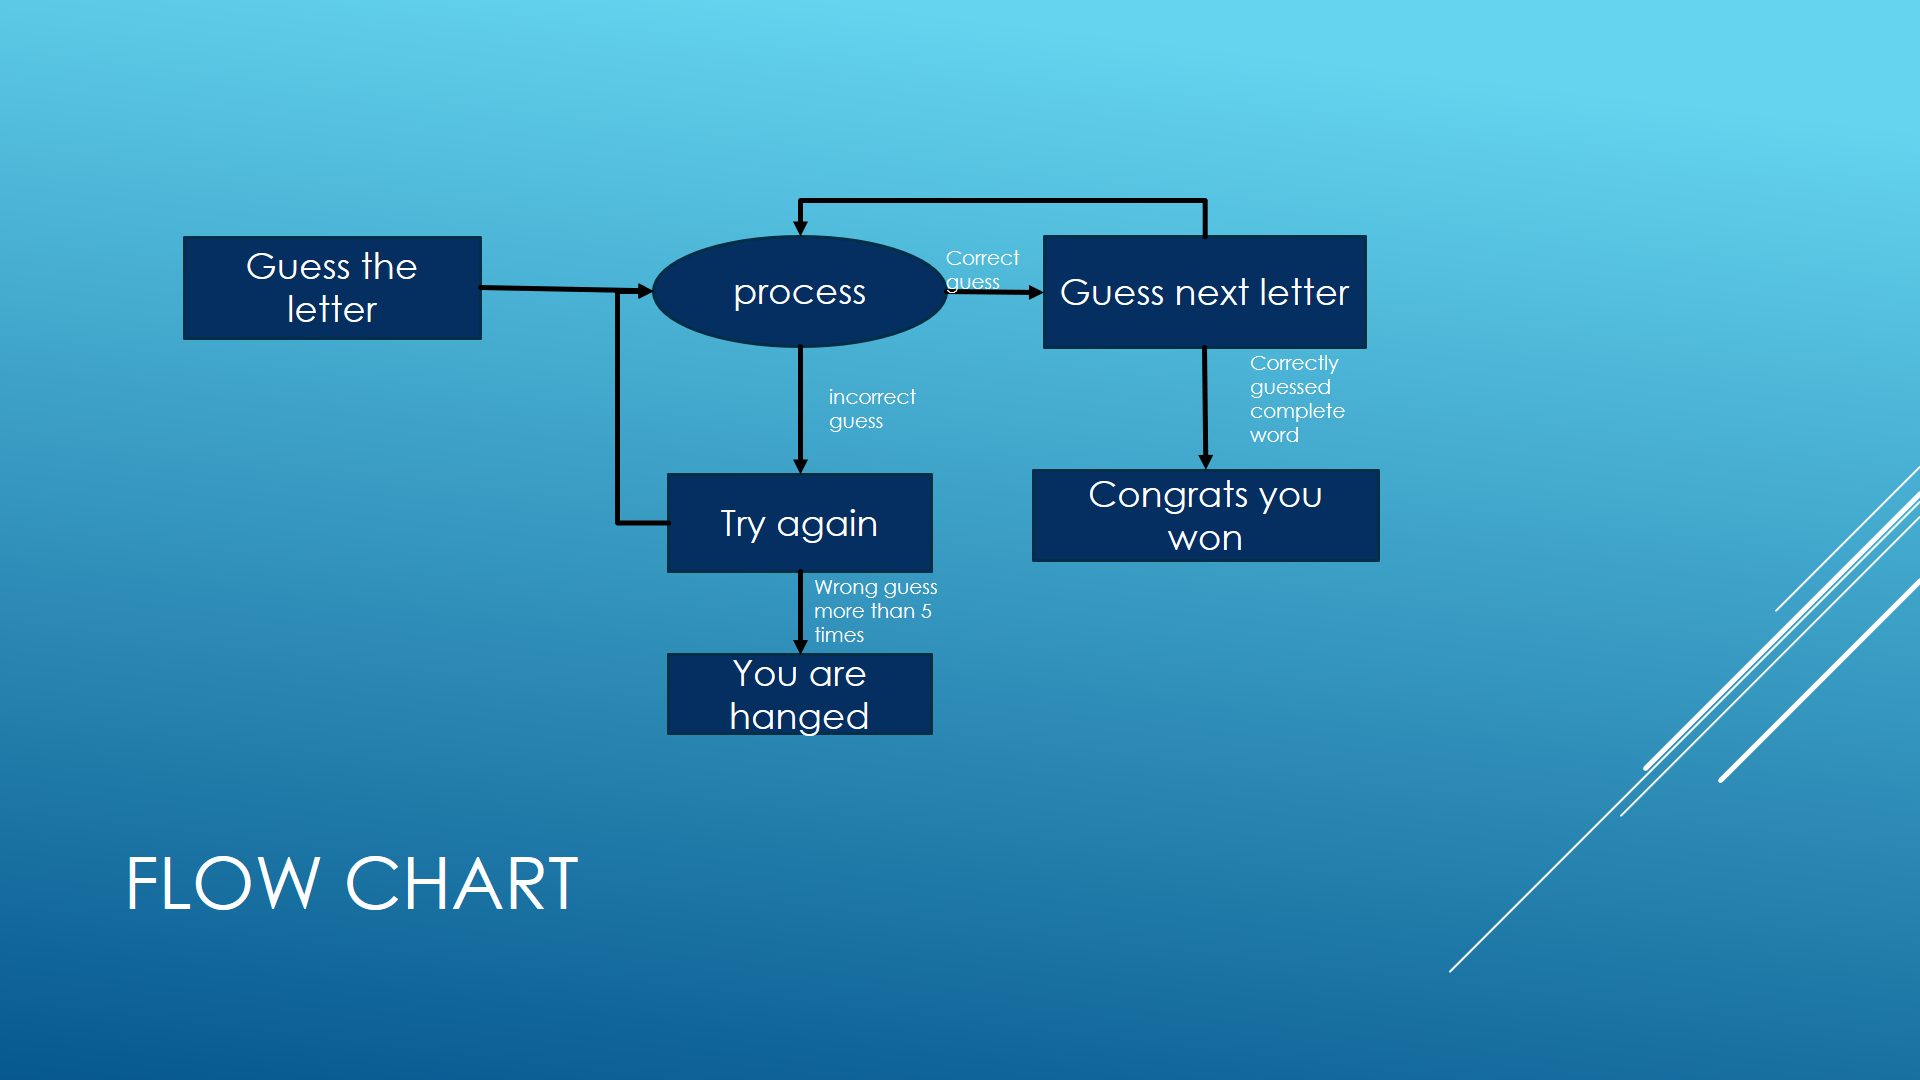 Guess the
letter
process
Correct
guess
Guess next letter
incorrect
guess
Correctly
guessed
complete
word
Try again
Congrats you
won
Wrong guess
more than 5
times
You are
hanged
FLOW CHART